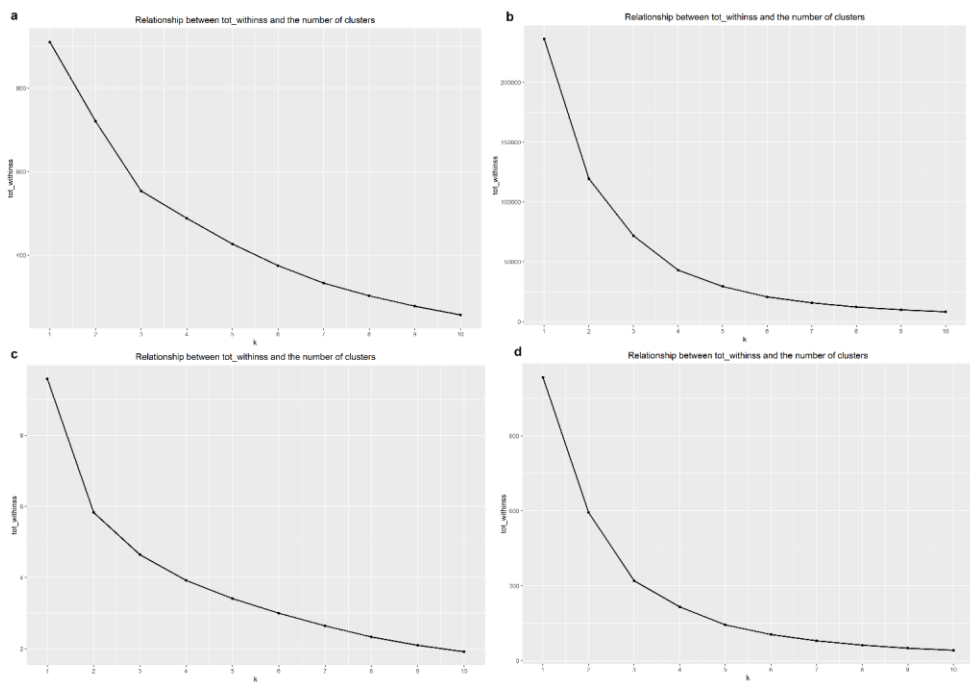 a
Relationship between tot_withinss and the number of clusters
800
600
400
tot_withinss
1 2 3 4 5 6 7 8 9 10
k
b
Relationship between tot_withinss and the number of clusters
200000
150000
100000
50000
0
tot_withinss
1 2 3 4 5 6 7 8 9 10
k
c
Relationship between tot_withinss and the number of clusters
8
6
4
2
tot_withinss
1 2 3 4 5 6 7 8 9 10
k
d
Relationship between tot_withinss and the number of clusters
900
600
300
0
tot_withinss
1 2 3 4 5 6 7 8 9 10
k